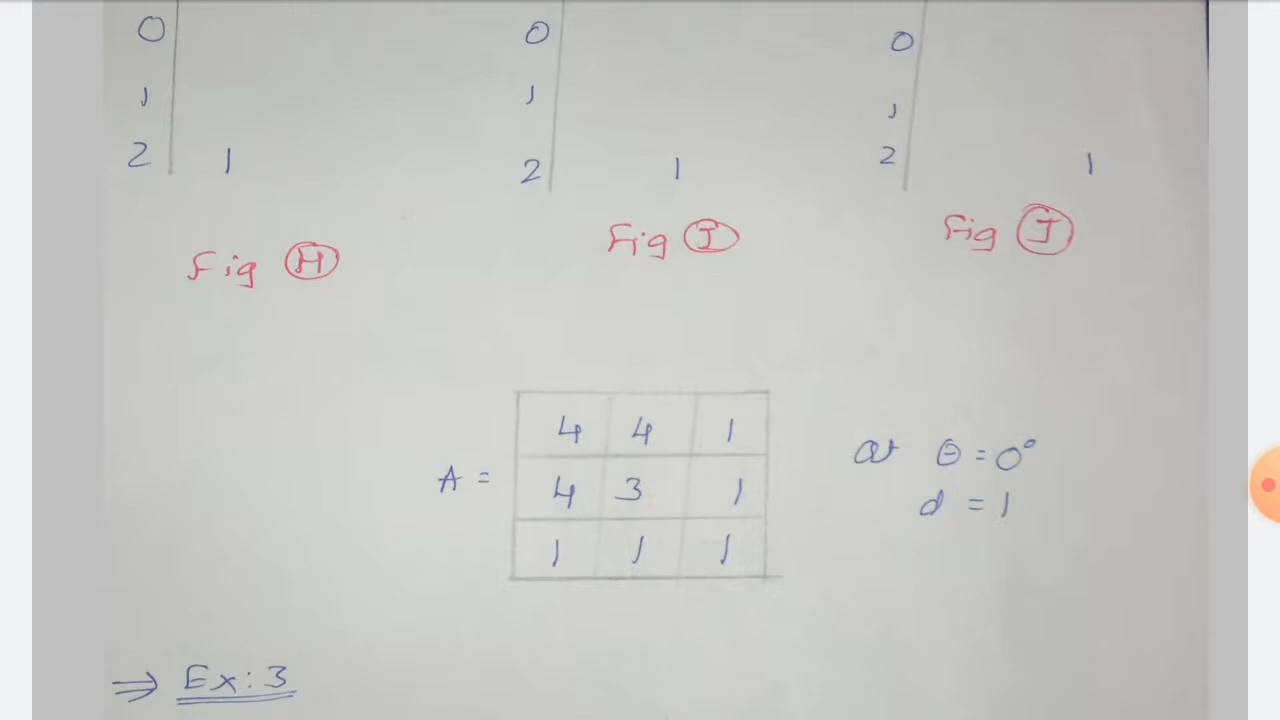 0 0 0
1 1 1
2 1 2 1 2 1
Fig H Fig I Fig J
4 4 1
A = 4 3 1 at θ = 0°
1 1 1 d = 1
⇒ Ex: 3